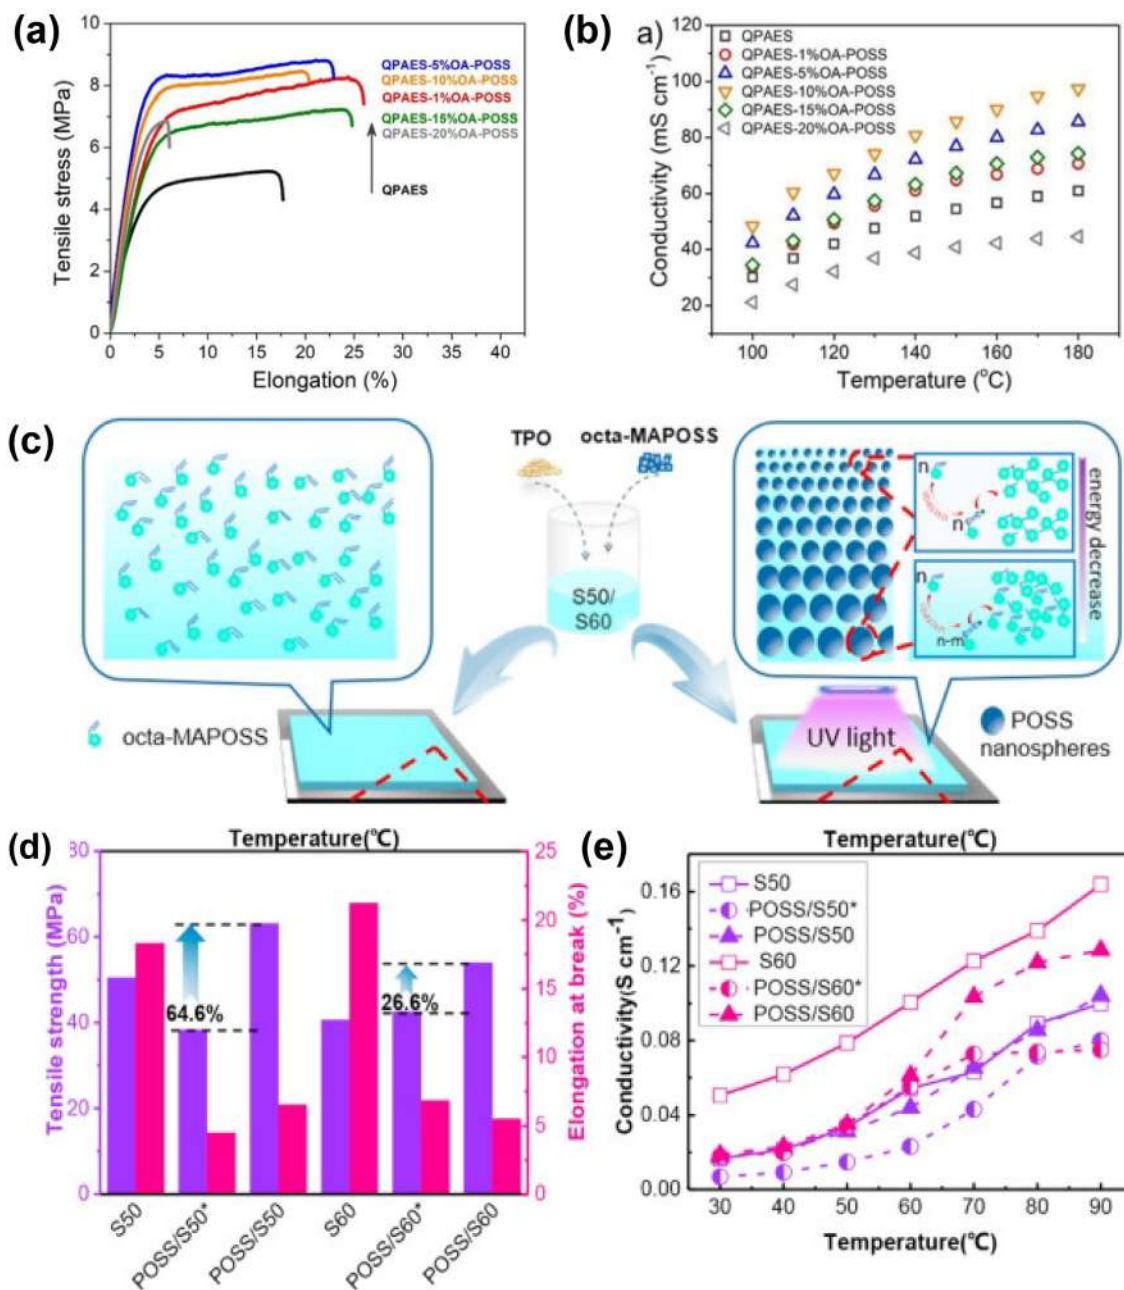 (a)
10
8
6
4
2
0
Tensile stress (MPa)
QPAES-5%OA-POSS
QPAES-10%OA-POSS
QPAES-1%OA-POSS
QPAES-15%OA-POSS
QPAES-20%OA-POSS
QPAES
0 5 10 15 20 25 30 35 40
Elongation (%)
(b)
a)
120
100
80
60
40
20
Conductivity (mS cm⁻¹)
QPAES
QPAES-1%OA-POSS
QPAES-5%OA-POSS
QPAES-10%OA-POSS
QPAES-15%OA-POSS
QPAES-20%OA-POSS
100 120 140 160 180
Temperature (°C)
(c)
TPO octa-MAPOSS
S50/
S60
n
n
n
n-m
energy decrease
octa-MAPOSS
UV light
POSS
nanospheres
(d)
Temperature(℃)
80
60
40
20
0
Tensile strength (MPa)
64.6%
26.6%
25
20
15
10
5
0
Elongation at break (%)
S50
POSS/S50*
POSS/S50
S60
POSS/S60*
POSS/S60
(e)
Temperature(℃)
0.16
0.12
0.08
0.04
0.00
Conductivity(S cm⁻¹)
S50
POSS/S50*
POSS/S50
S60
POSS/S60*
POSS/S60
30 40 50 60 70 80 90
Temperature(℃)